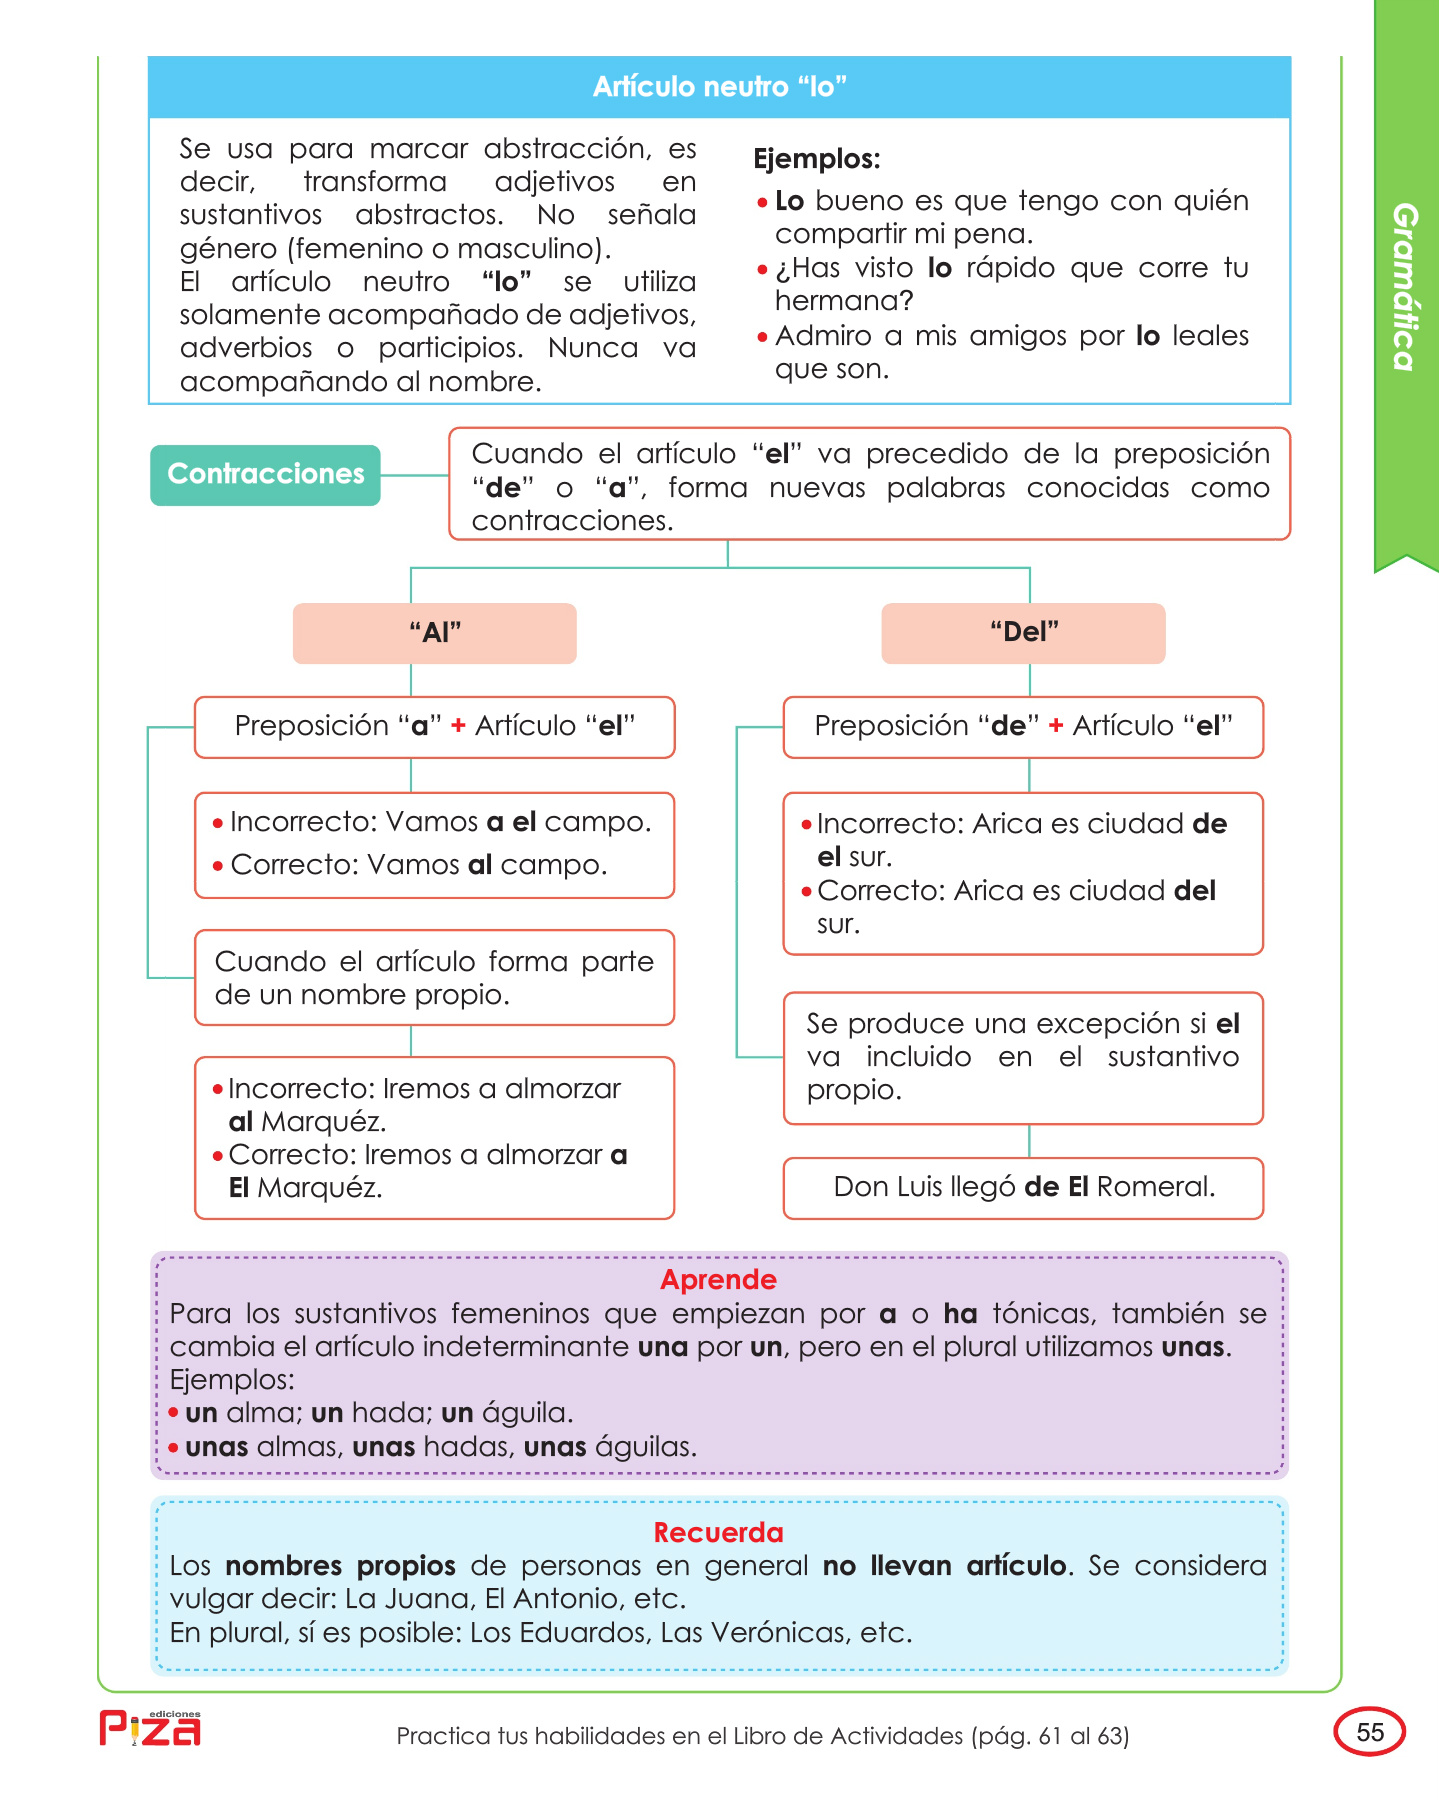 Artículo neutro “lo”
Se usa para marcar abstracción, es
decir, transforma adjetivos en
sustantivos abstractos. No señala
género (femenino o masculino).
El artículo neutro “lo” se utiliza
solamente acompañado de adjetivos,
adverbios o participios. Nunca va
acompañando al nombre.
Ejemplos:
• Lo bueno es que tengo con quién
compartir mi pena.
• ¿Has visto lo rápido que corre tu
hermana?
• Admiro a mis amigos por lo leales
que son.
Gramática
Contracciones
Cuando el artículo “el” va precedido de la preposición
“de” o “a”, forma nuevas palabras conocidas como
contracciones.
“Al”
Preposición “a” + Artículo “el”
• Incorrecto: Vamos a el campo.
• Correcto: Vamos al campo.
Cuando el artículo forma parte
de un nombre propio.
• Incorrecto: Iremos a almorzar
al Marquéz.
• Correcto: Iremos a almorzar a
El Marquéz.
“Del”
Preposición “de” + Artículo “el”
• Incorrecto: Arica es ciudad de
el sur.
• Correcto: Arica es ciudad del
sur.
Se produce una excepción si el
va incluido en el sustantivo
propio.
Don Luis llegó de El Romeral.
Aprende
Para los sustantivos femeninos que empiezan por a o ha tónicas, también se
cambia el artículo indeterminante una por un, pero en el plural utilizamos unas.
Ejemplos:
• un alma; un hada; un águila.
• unas almas, unas hadas, unas águilas.
Recuerda
Los nombres propios de personas en general no llevan artículo. Se considera
vulgar decir: La Juana, El Antonio, etc.
En plural, sí es posible: Los Eduardos, Las Verónicas, etc.
ediciones
Piza
Practica tus habilidades en el Libro de Actividades (pág. 61 al 63)
55